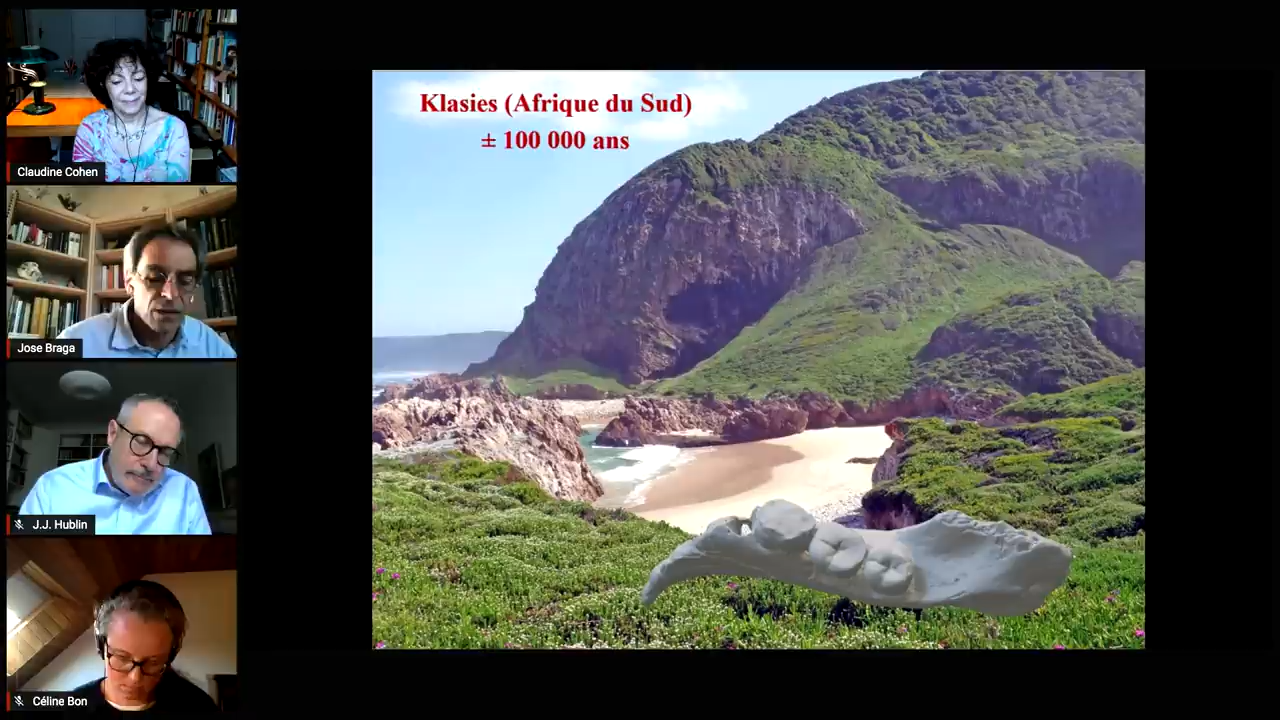 Claudine Cohen
Jose Braga
J.J. Hublin
Céline Bon
Klasies (Afrique du Sud)
± 100 000 ans